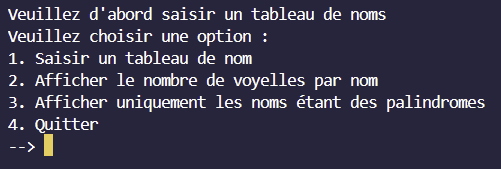 Veuillez d'abord saisir un tableau de noms
Veuillez choisir une option :
1. Saisir un tableau de nom
2. Afficher le nombre de voyelles par nom
3. Afficher uniquement les noms étant des palindromes
4. Quitter
-->